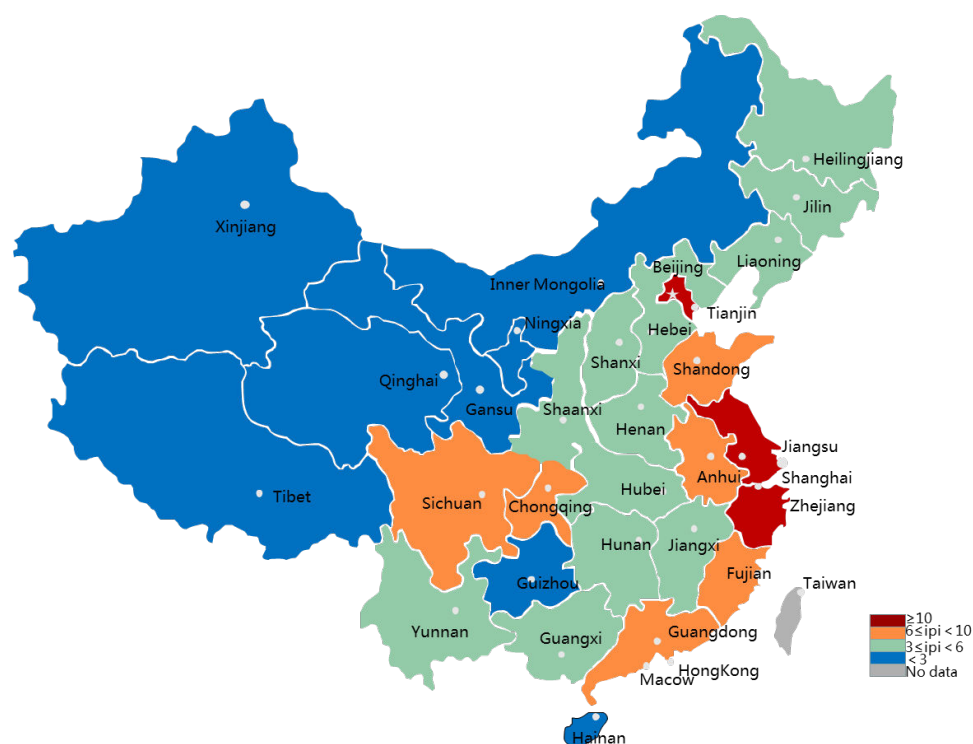 Heilingjiang
Jilin
Xinjiang
Liaoning
Beijing
Inner Mongolia
Tianjin
Ningxia
Hebei
Shanxi
Shandong
Qinghai
Gansu
Shaanxi
Henan
Jiangsu
Anhui
Shanghai
Hubei
Tibet
Sichuan
Chongqing
Zhejiang
Hunan
Jiangxi
Fujian
Guizhou
Taiwan
Yunnan
Guangxi
Guangdong
HongKong
Macow
Hainan
≥10
6≤ipi<10
3≤ipi<6
<3
No data